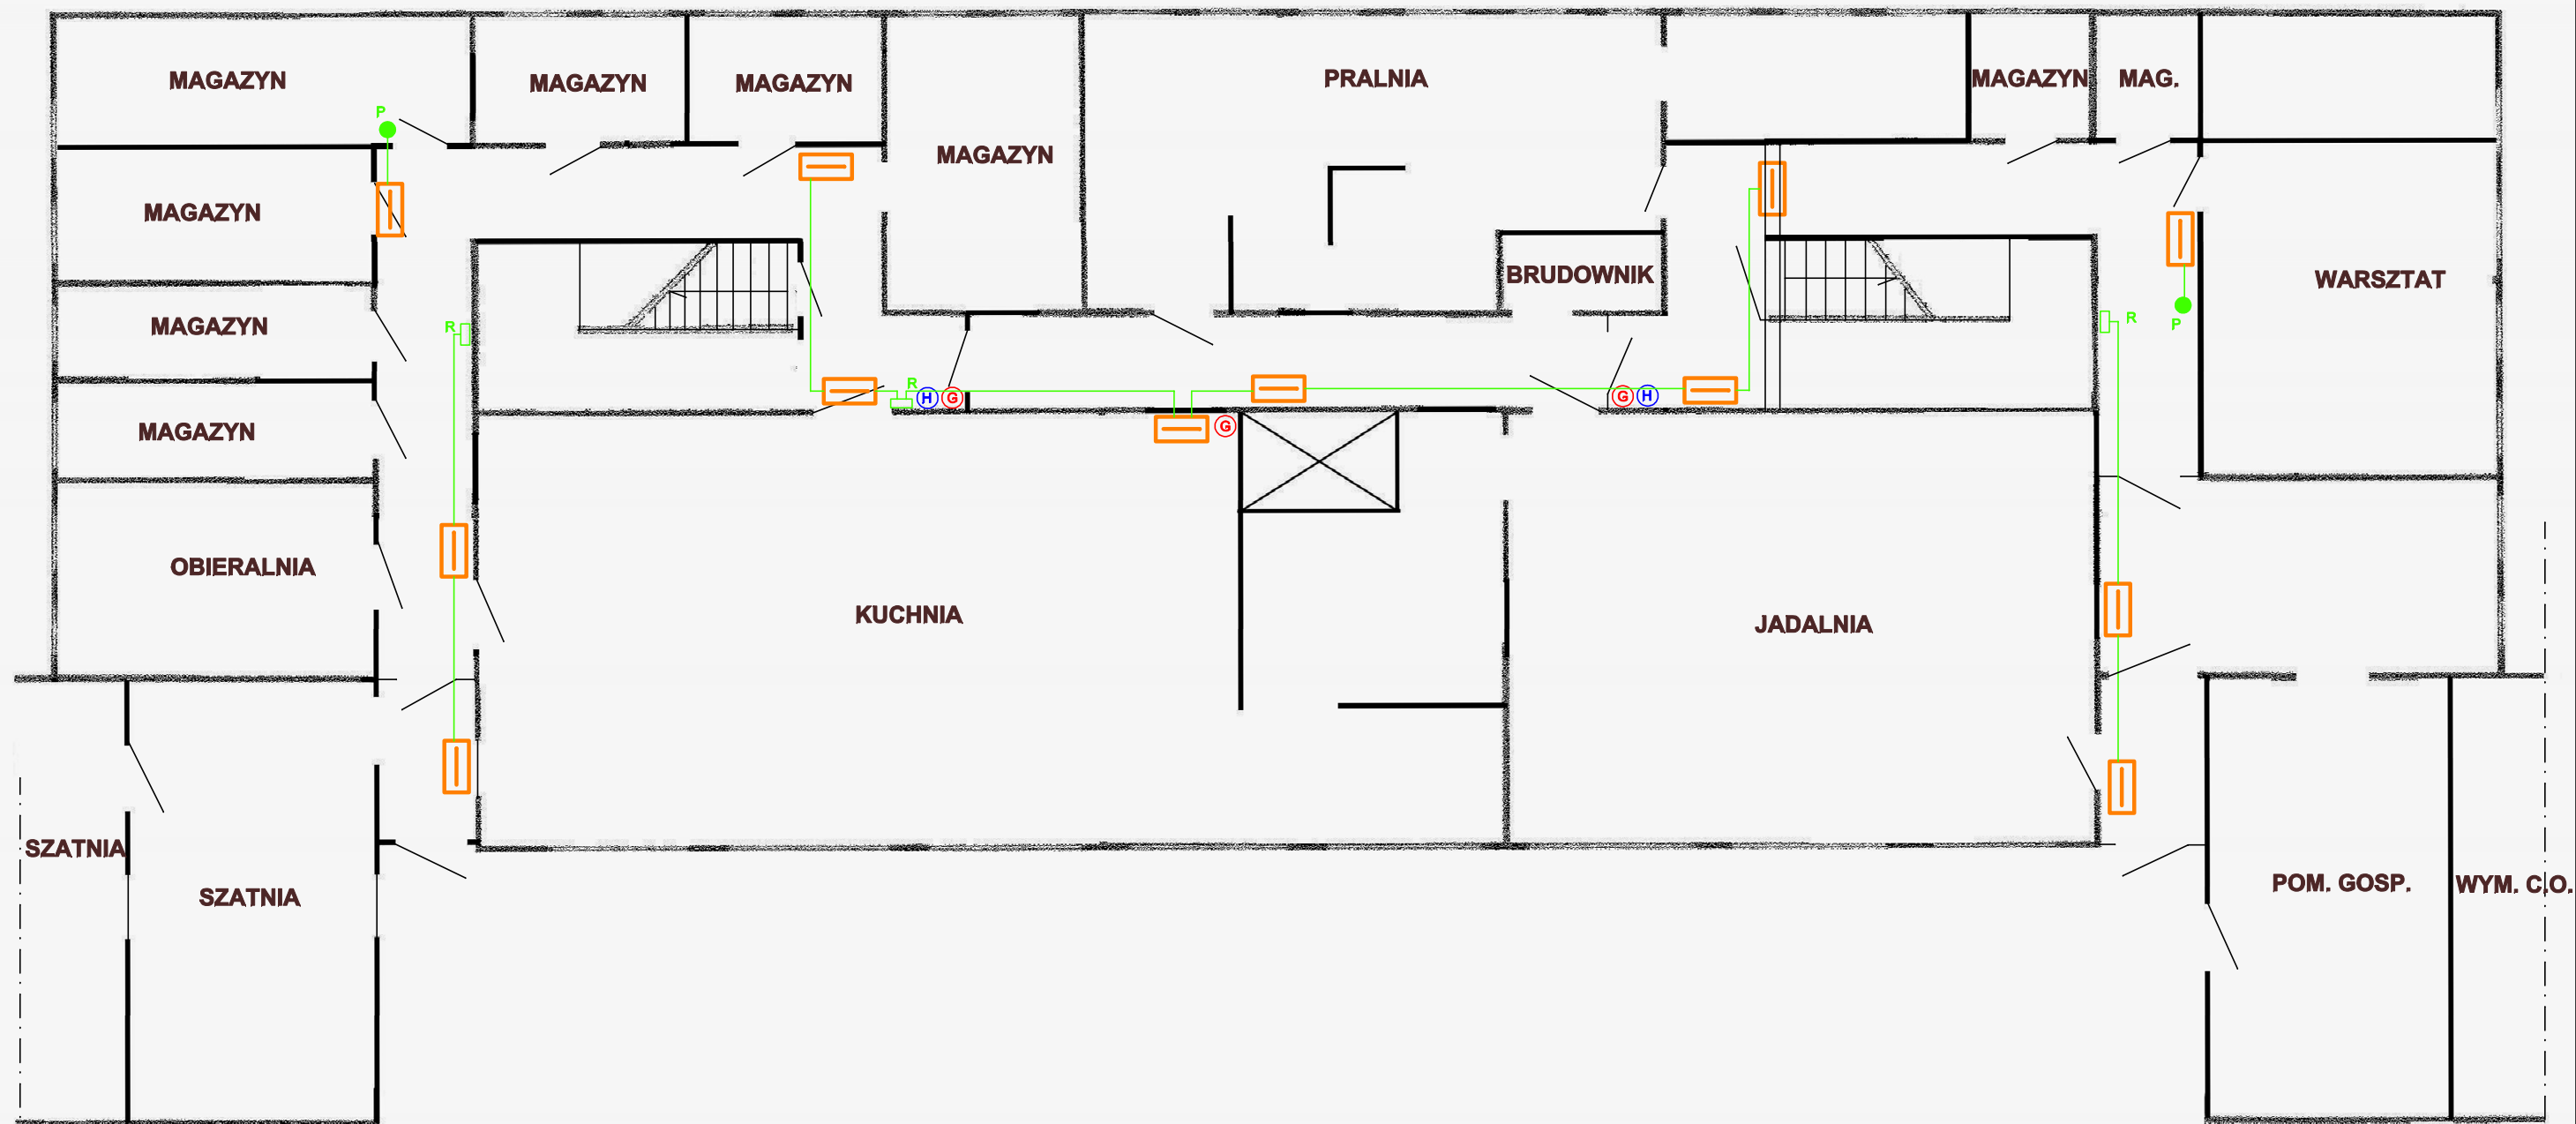 MAGAZYN
MAGAZYN
MAGAZYN
PRALNIA
MAGAZYN
MAG.
P
MAGAZYN
MAGAZYN
BRUDOWNIK
WARSZTAT
MAGAZYN
R
R
P
R
H
G
G
H
MAGAZYN
G
OBIERALNIA
KUCHNIA
JADALNIA
SZATNIA
SZATNIA
POM. GOSP.
WYM. C.O.